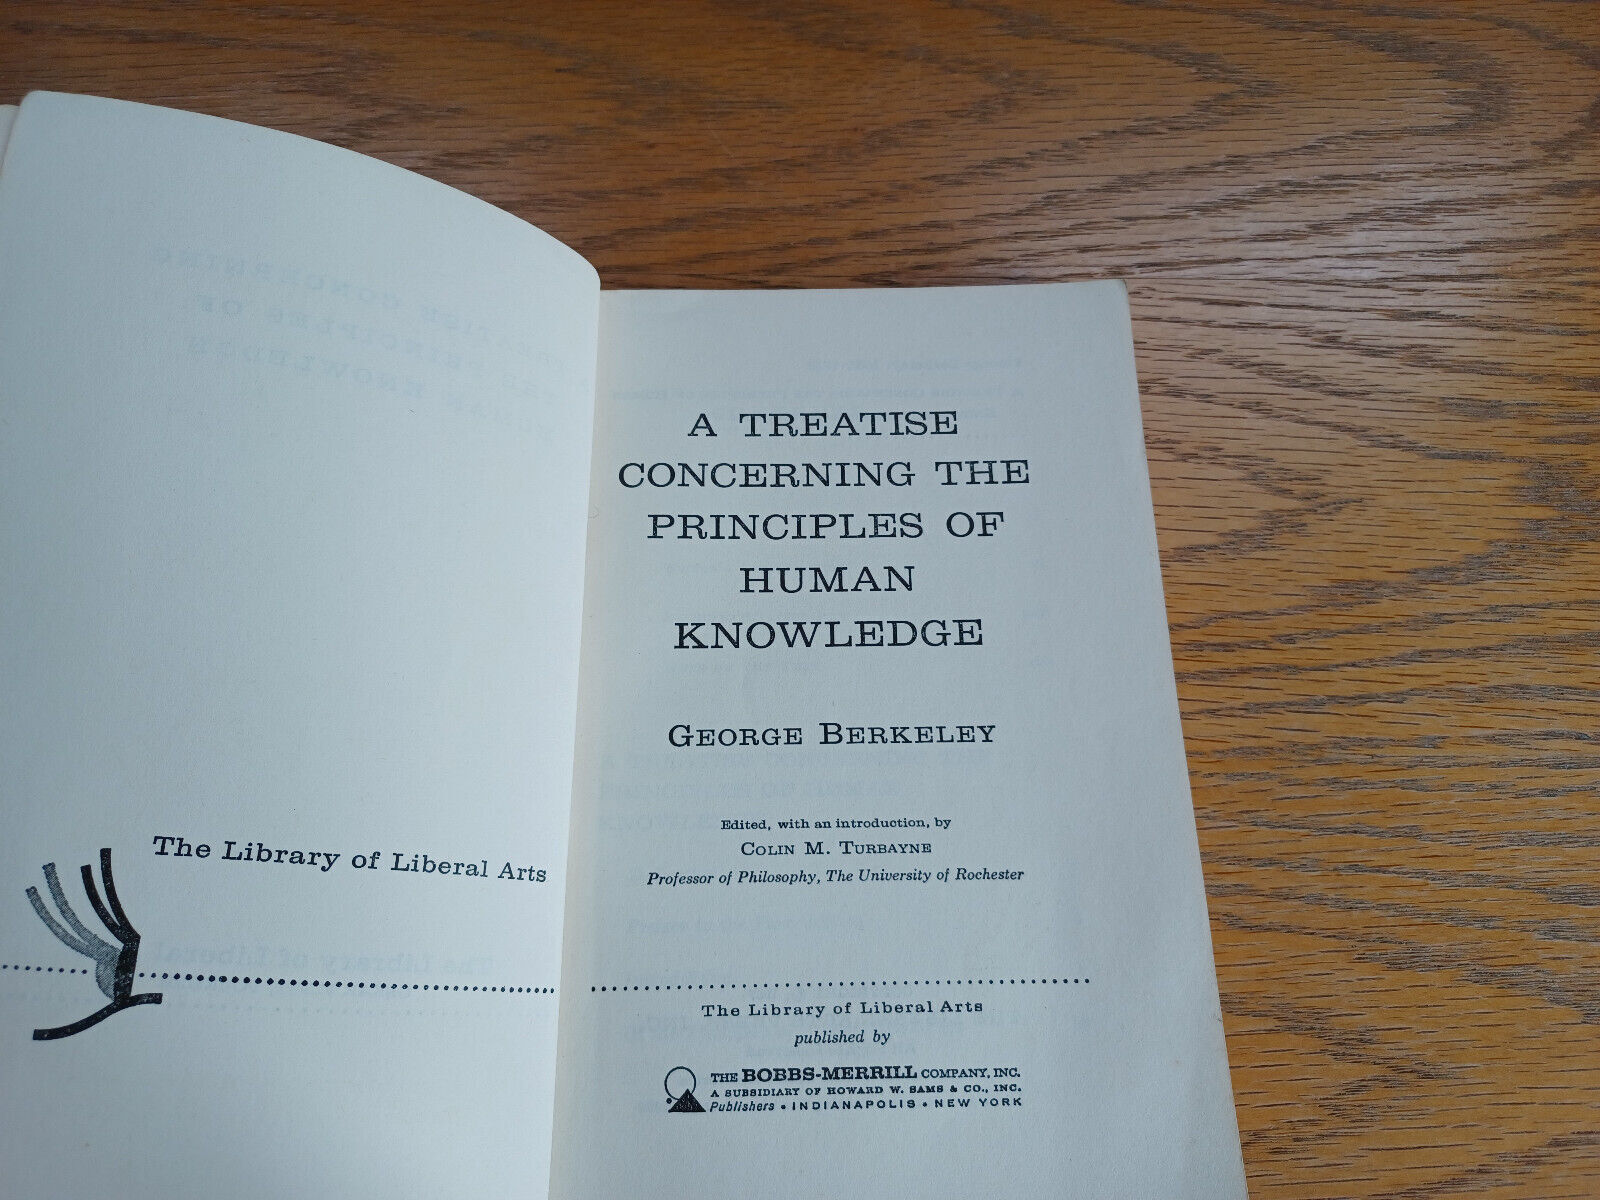 The Library of Liberal Arts
A TREATISE
CONCERNING THE
PRINCIPLES OF
HUMAN
KNOWLEDGE
GEORGE BERKELEY
Edited, with an introduction, by
COLIN M. TURBAYNE
Professor of Philosophy, The University of Rochester
The Library of Liberal Arts
published by
THE BOBBS-MERRILL COMPANY, INC.
A SUBSIDIARY OF HOWARD W. SAMS & CO., INC.
Publishers • INDIANAPOLIS • NEW YORK